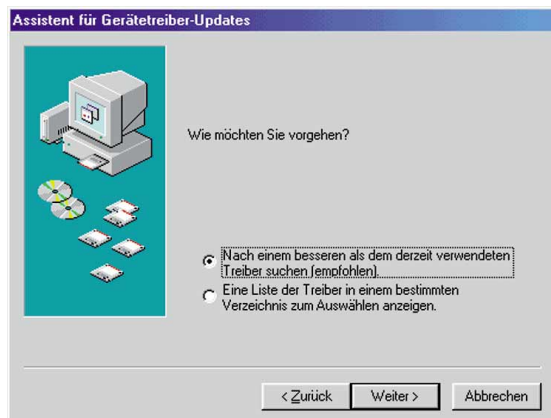 Assistent für Gerätetreiber-Updates
Wie möchten Sie vorgehen?
Nach einem besseren als dem derzeit verwendeten
Treiber suchen (empfohlen).
Eine Liste der Treiber in einem bestimmten
Verzeichnis zum Auswählen anzeigen.
< Zurück
Weiter >
Abbrechen